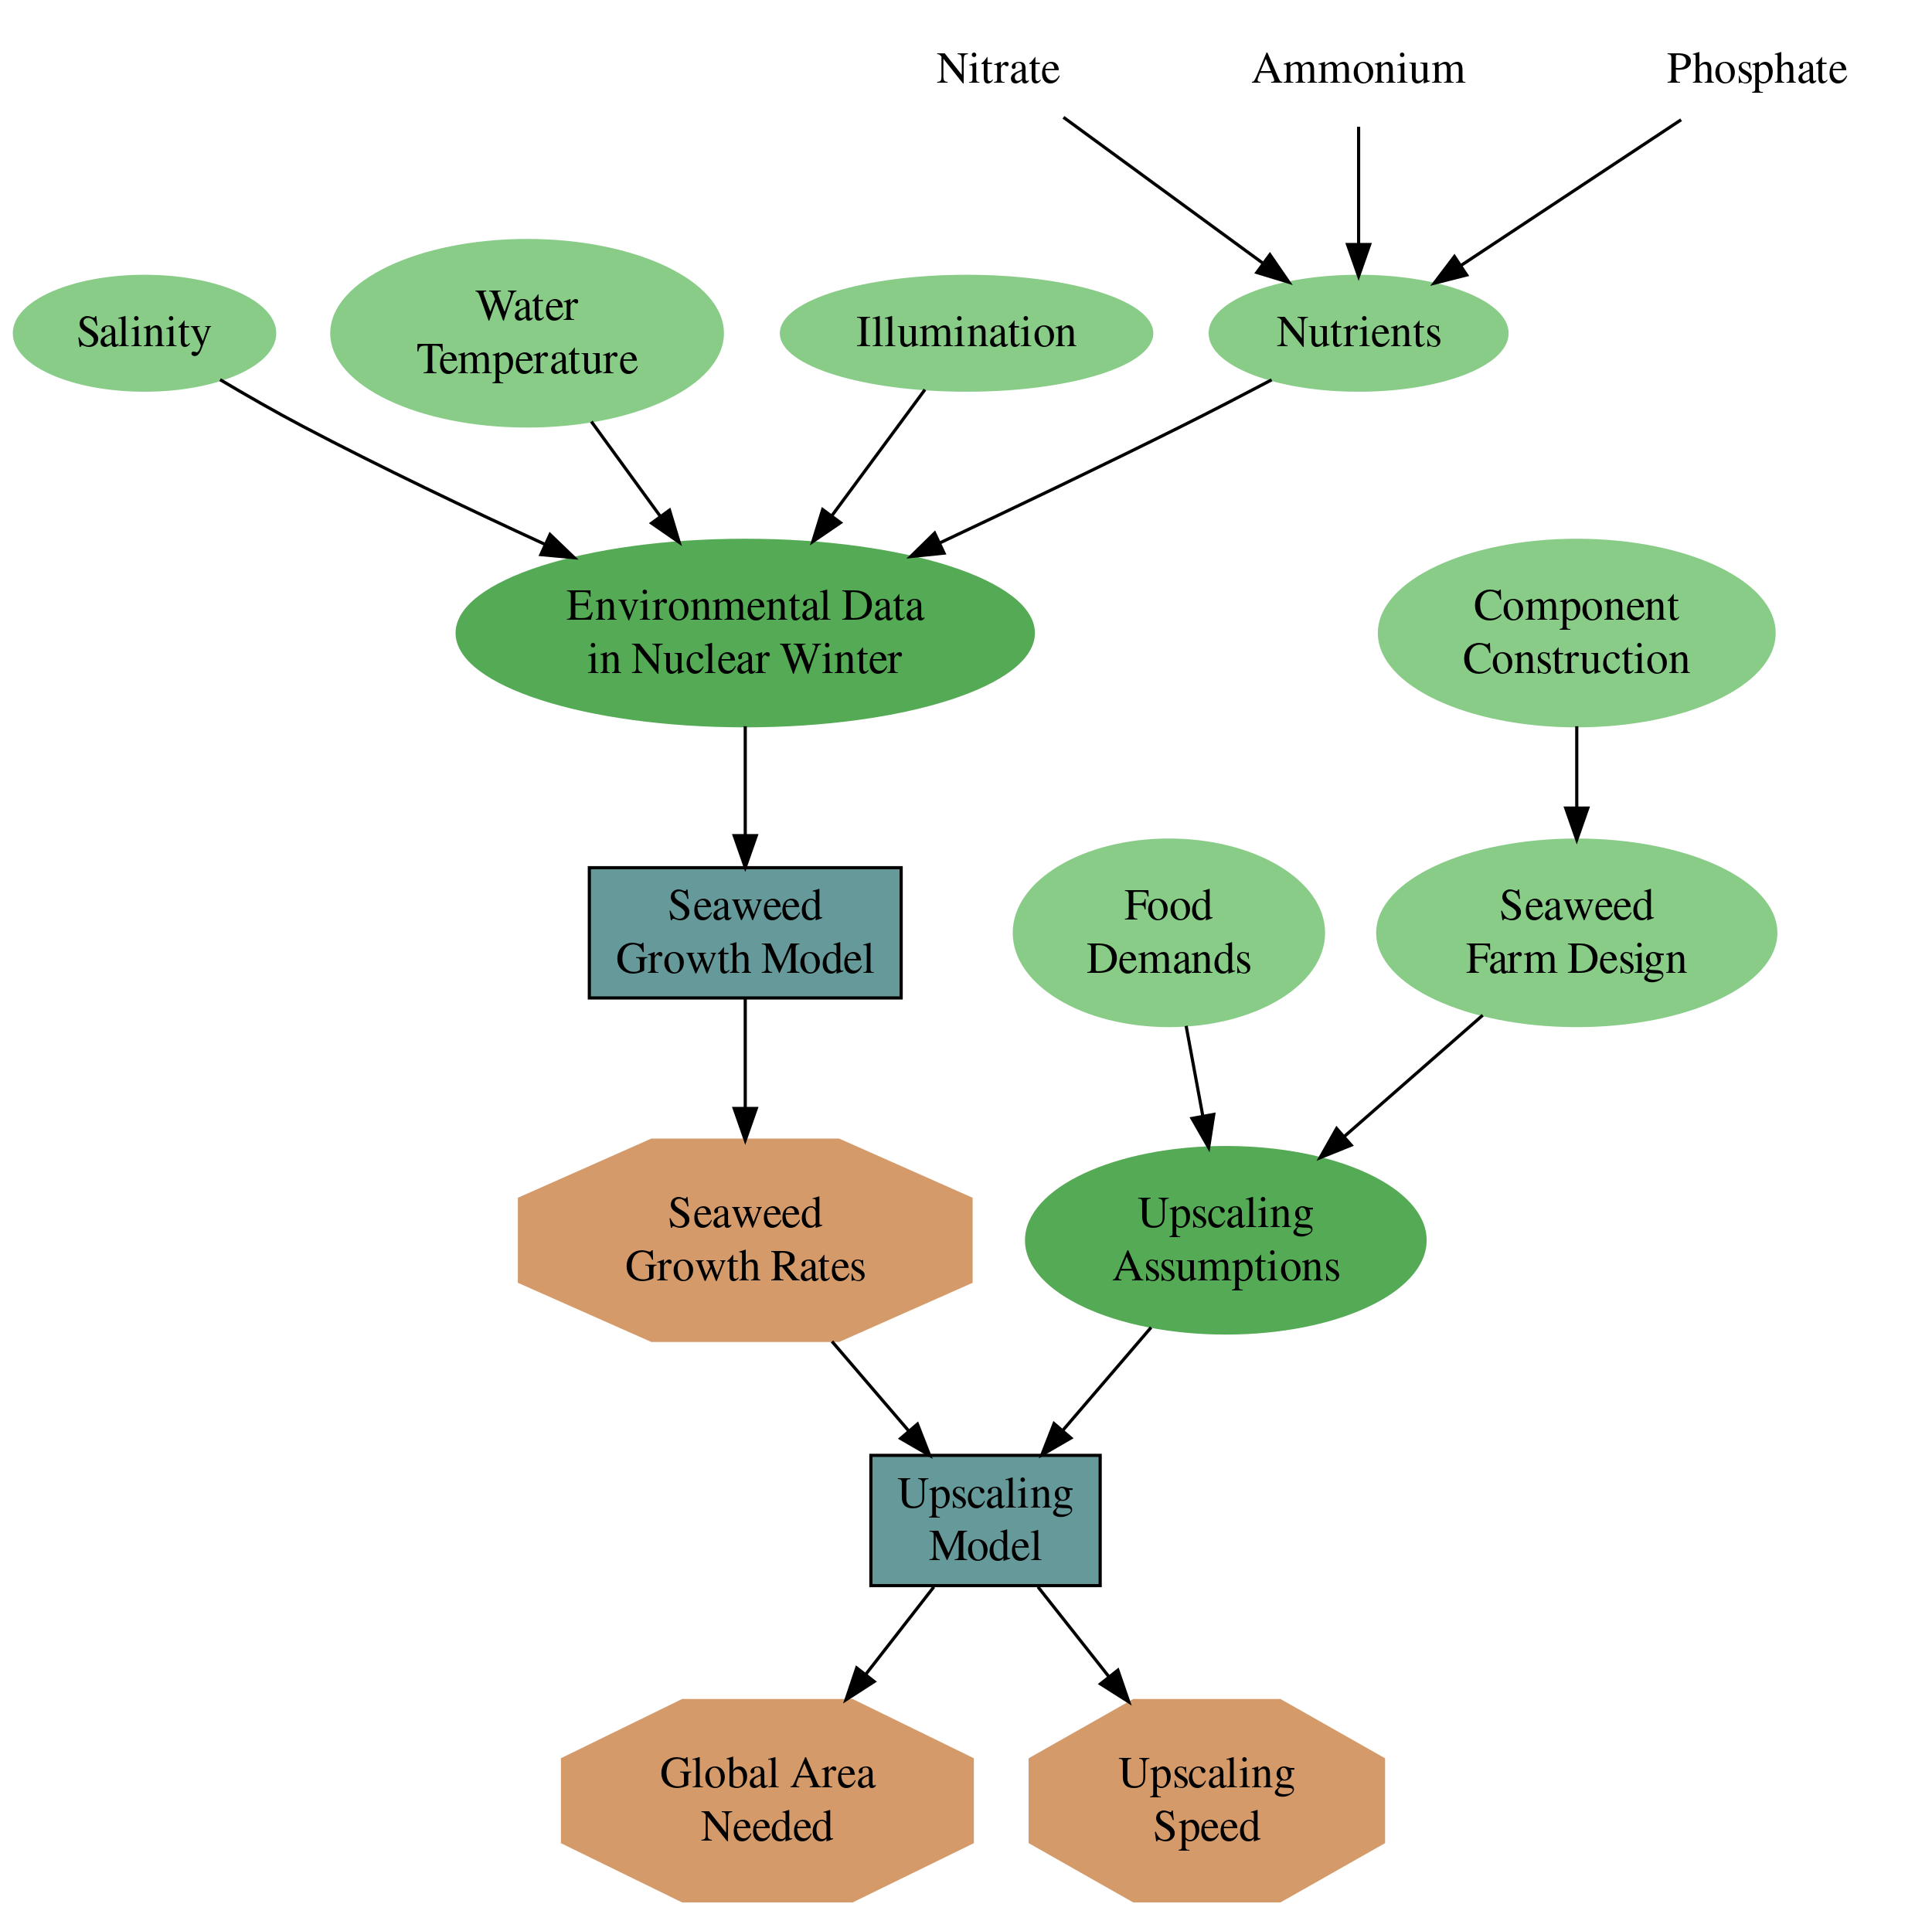 Nitrate
Ammonium
Phosphate
Salinity
Water
Temperature
Illumination
Nutrients
Environmental Data
in Nuclear Winter
Component
Construction
Seaweed
Growth Model
Food
Demands
Seaweed
Farm Design
Seaweed
Growth Rates
Upscaling
Assumptions
Upscaling
Model
Global Area
Needed
Upscaling
Speed